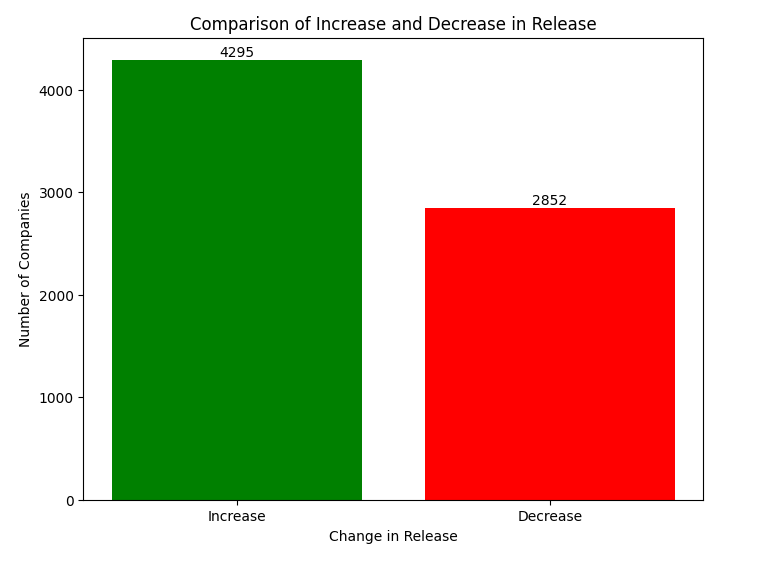 Comparison of Increase and Decrease in Release
4295
2852
4000
3000
2000
1000
0
Number of Companies
Increase
Decrease
Change in Release